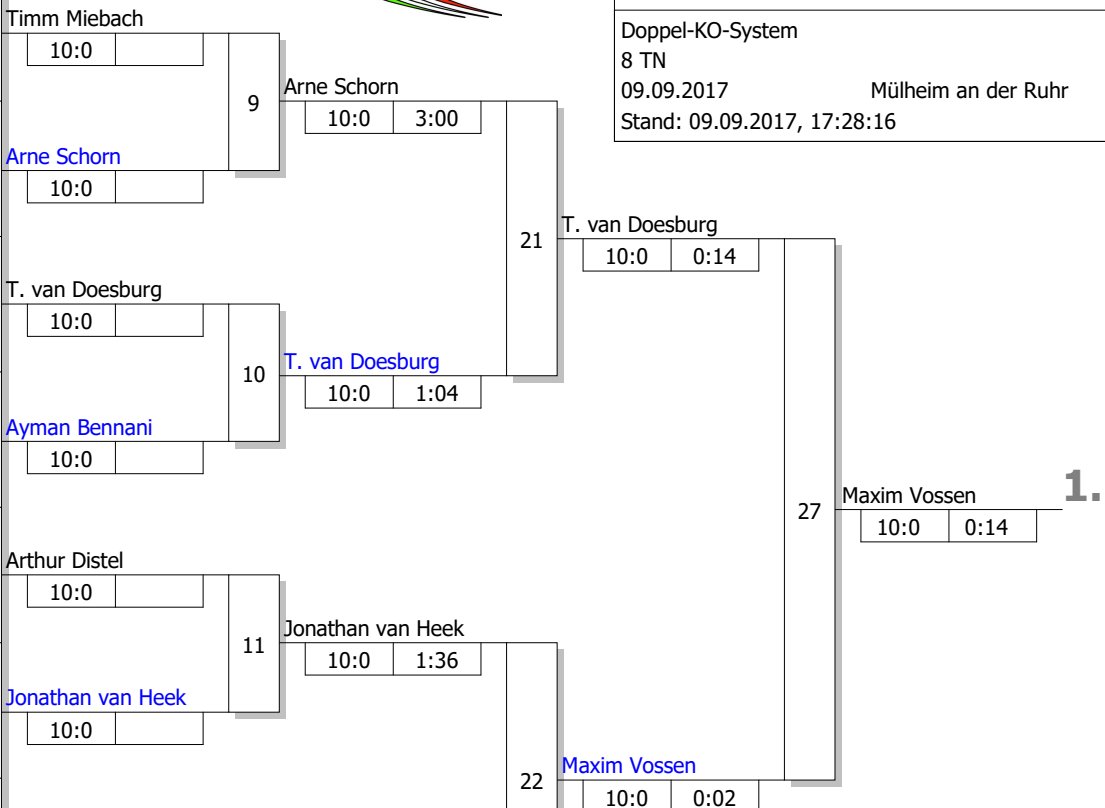 Timm Miebach
10:0
Doppel-KO-System
8 TN
09.09.2017 Mülheim an der Ruhr
Stand: 09.09.2017, 17:28:16
9
Arne Schorn
10:0 3:00
Arne Schorn
10:0
21
T. van Doesburg
10:0 0:14
T. van Doesburg
10:0
10
T. van Doesburg
10:0 1:04
Ayman Bennani
10:0
27
Maxim Vossen
10:0 0:14
1.
Arthur Distel
10:0
11
Jonathan van Heek
10:0 1:36
Jonathan van Heek
10:0
22
Maxim Vossen
10:0 0:02